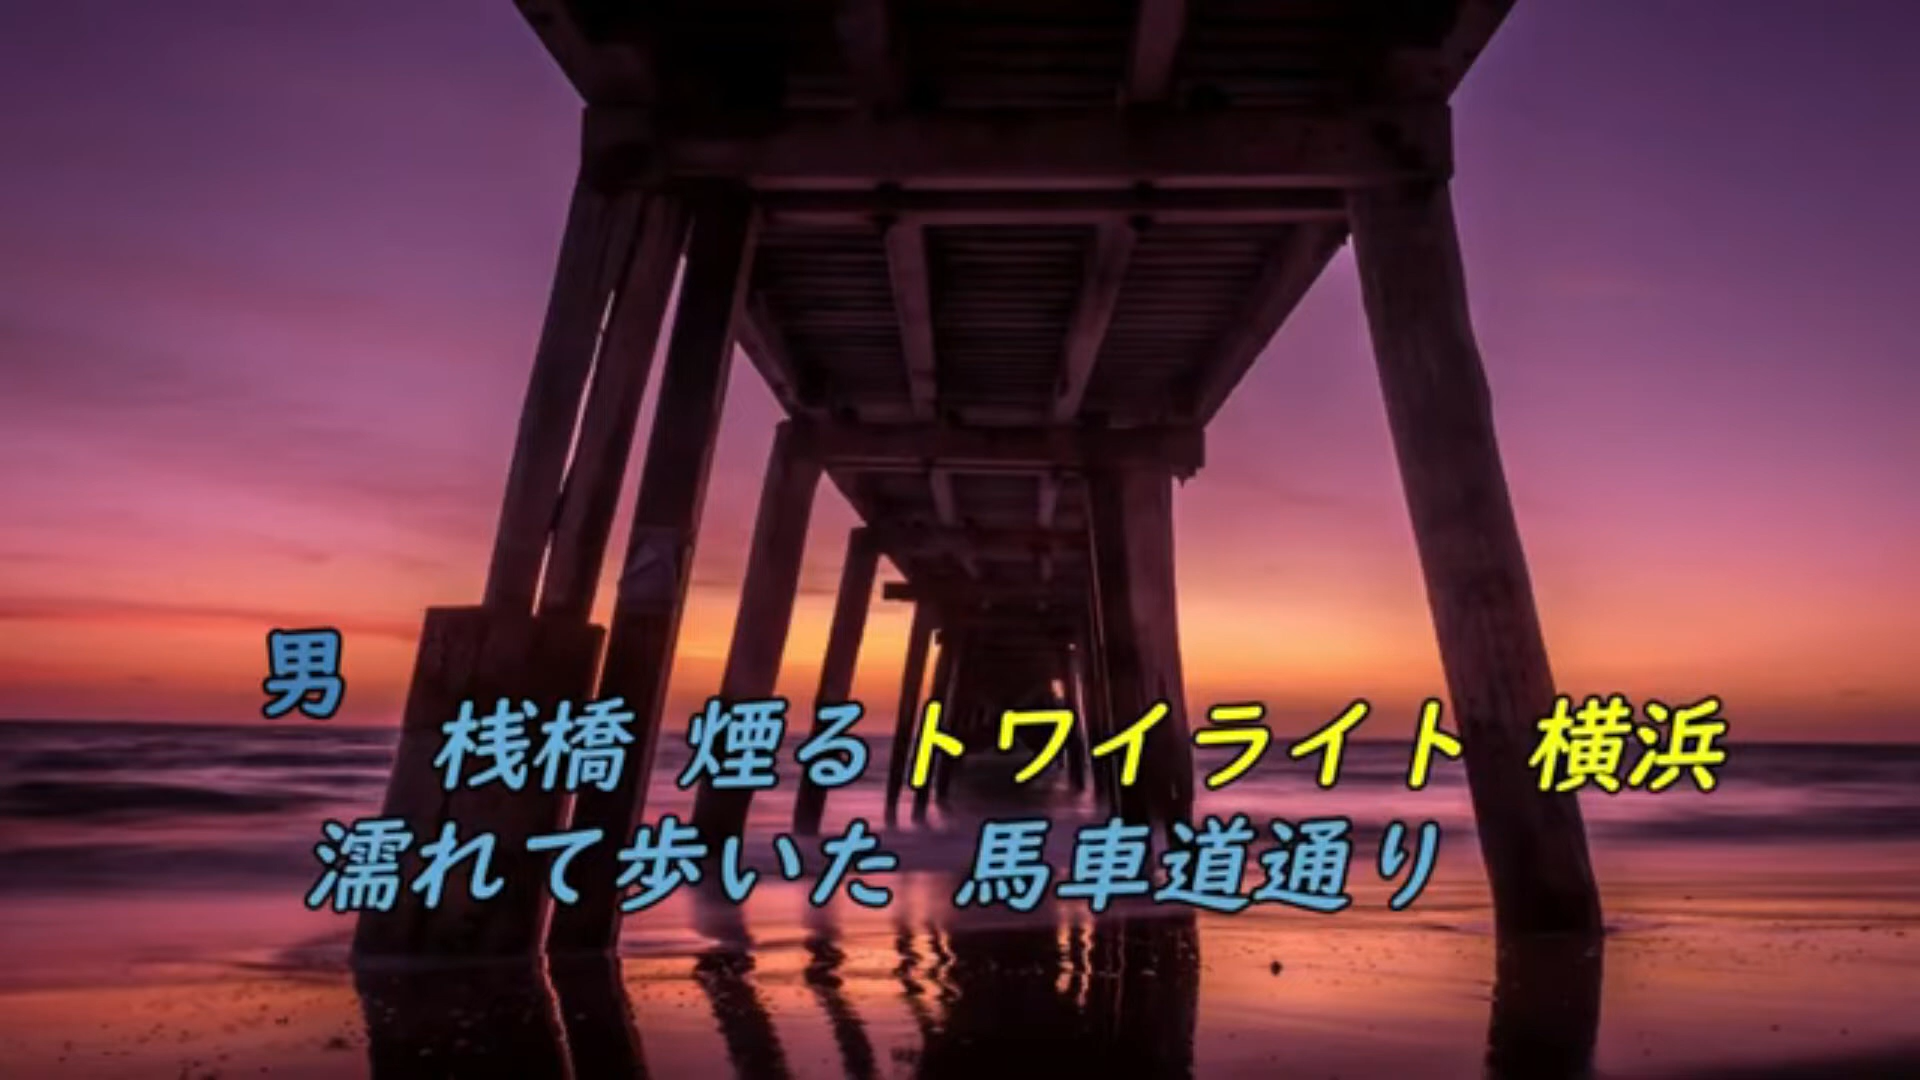 男
桟橋 煙るトワイライト 横浜
濡れて歩いた 馬車道通り